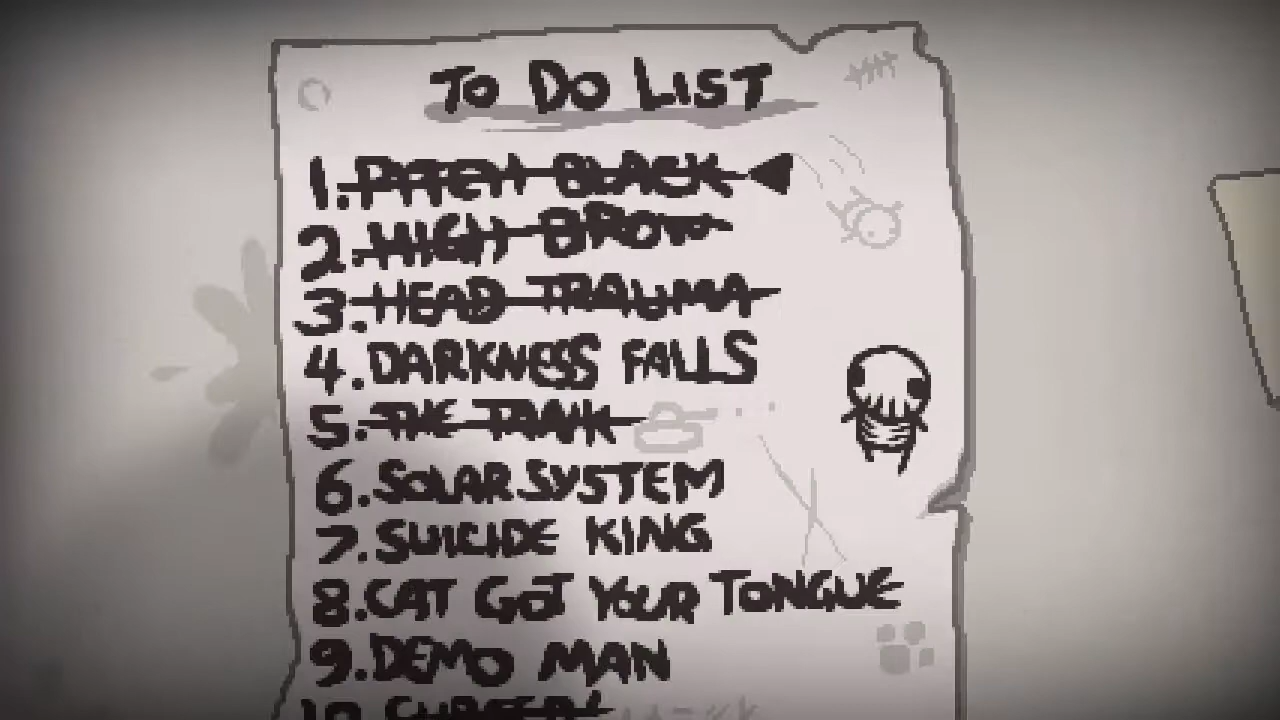 TO DO LIST
1. PITCH BLACK
2. HIGH BROW
3. HEAD TRAUMA
4. DARKNESS FALLS
5. THE TANK
6. SOLAR SYSTEM
7. SUICIDE KING
8. CAT GOT YOUR TONGUE
9. DEMO MAN
10.